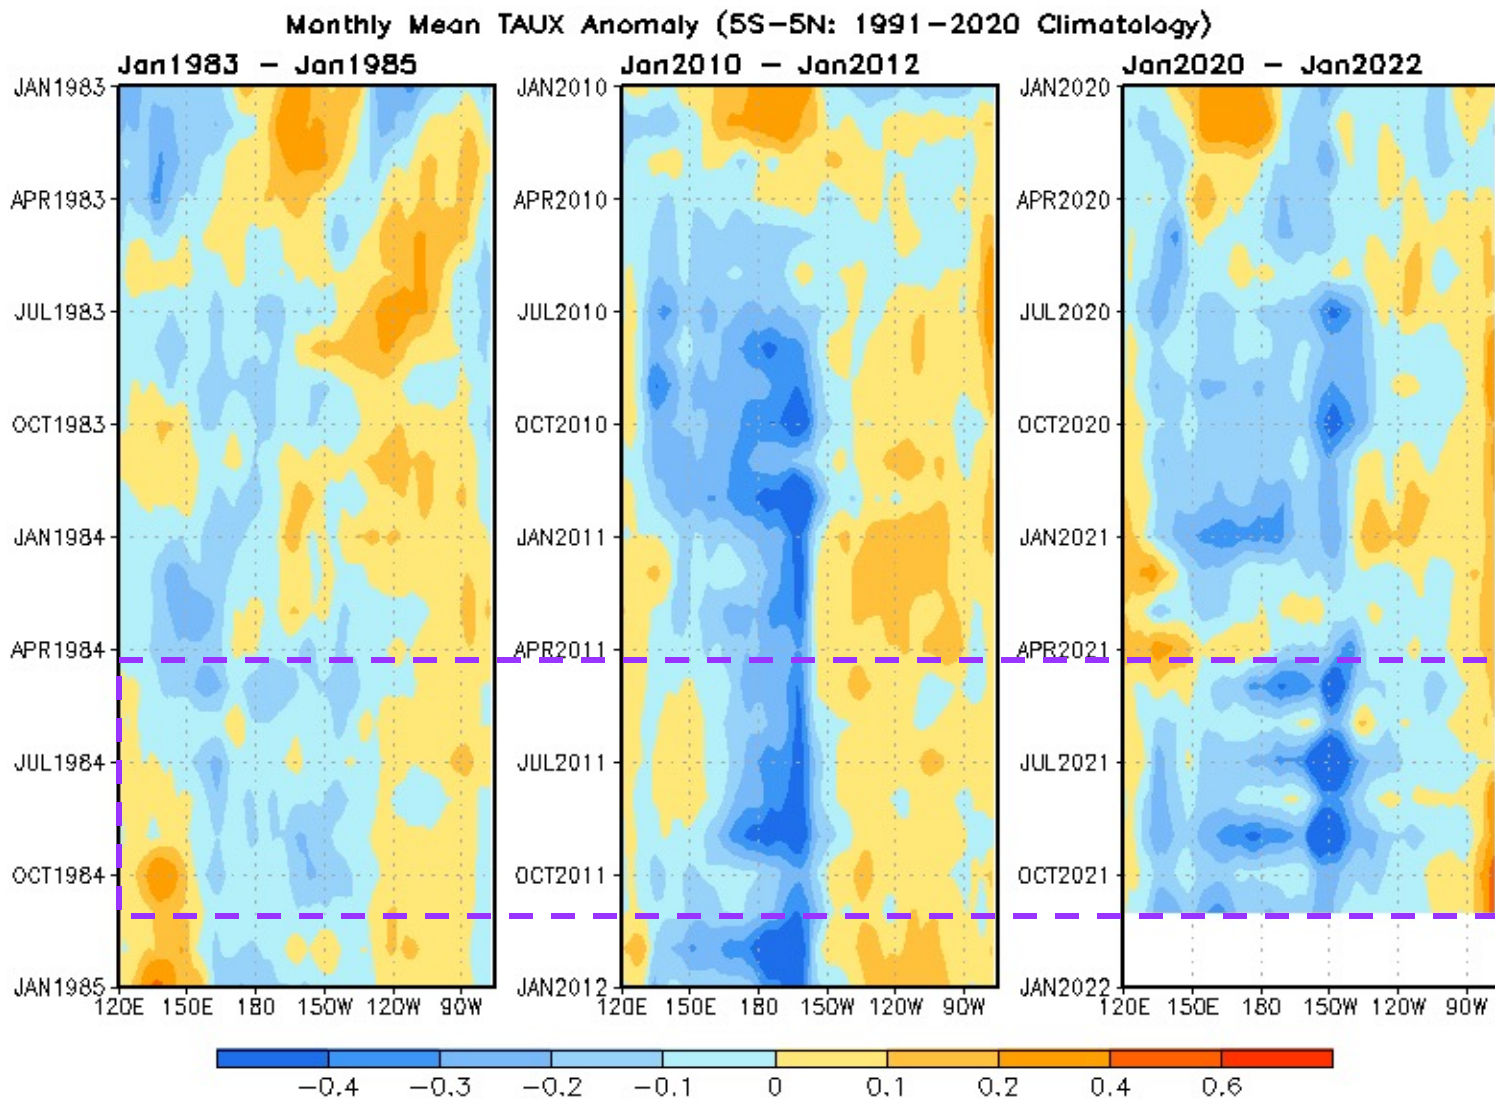 Monthly Mean TAUX Anomaly (5S-5N: 1991-2020 Climatology)
Jan1983 - Jan1985
JAN1983
APR1983
JUL1983
OCT1983
JAN1984
APR1984
JUL1984
OCT1984
JAN1985
120E 150E 180 150W 120W 90W
Jan2010 - Jan2012
JAN2010
APR2010
JUL2010
OCT2010
JAN2011
APR2011
JUL2011
OCT2011
JAN2012
120E 150E 180 150W 120W 90W
Jan2020 - Jan2022
JAN2020
APR2020
JUL2020
OCT2020
JAN2021
APR2021
JUL2021
OCT2021
JAN2022
120E 150E 180 150W 120W 90W
-0.4 -0.3 -0.2 -0.1 0 0.1 0.2 0.4 0.6